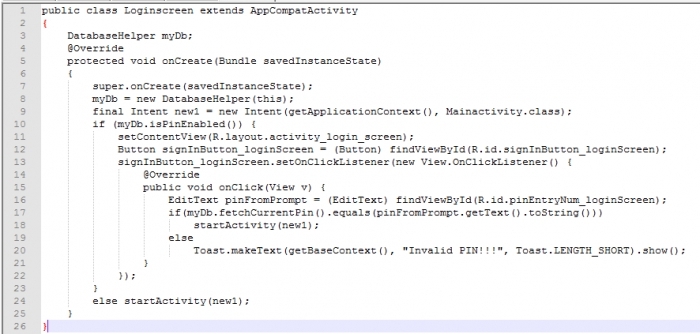 1 public class Loginscreen extends AppCompatActivity
2 {
3 DatabaseHelper myDb;
4 @Override
5 protected void onCreate(Bundle savedInstanceState)
6 {
7 super.onCreate(savedInstanceState);
8 myDb = new DatabaseHelper(this);
9 final Intent new1 = new Intent(getApplicationContext(), Mainactivity.class);
10 if (myDb.isPinEnabled()) {
11 setContentView(R.layout.activity_login_screen);
12 Button signInButton_loginScreen = (Button) findViewById(R.id.signInButton_loginScreen);
13 signInButton_loginScreen.setOnClickListener(new View.OnClickListener() {
14 @Override
15 public void onClick(View v) {
16 EditText pinFromPrompt = (EditText) findViewById(R.id.pinEntryNum_loginScreen);
17 if(myDb.fetchCurrentPin().equals(pinFromPrompt.getText().toString()))
18 startActivity(new1);
19 else
20 Toast.makeText(getBaseContext(), "Invalid PIN!!!", Toast.LENGTH_SHORT).show();
21 }
22 });
23 }
24 else startActivity(new1);
25 }
26 }